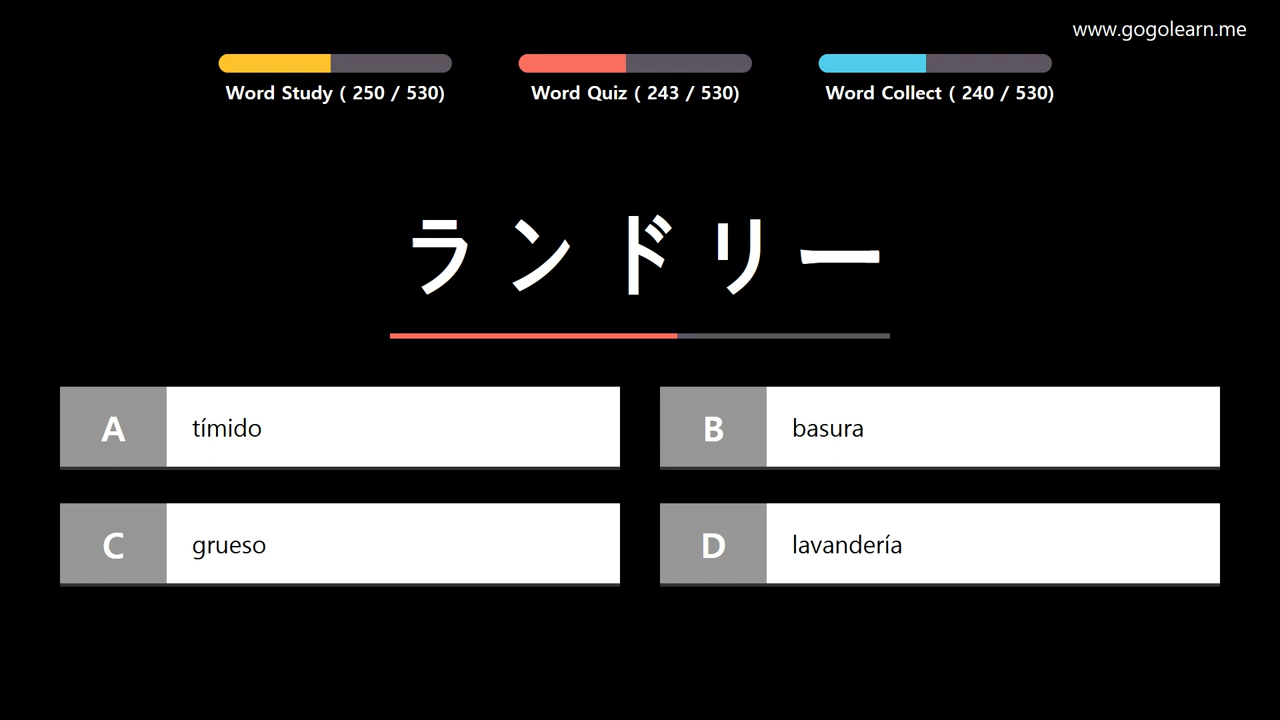 www.gogolearn.me
Word Study ( 250 / 530)
Word Quiz ( 243 / 530)
Word Collect ( 240 / 530)
ランドリー
A tímido
B basura
C grueso
D lavandería